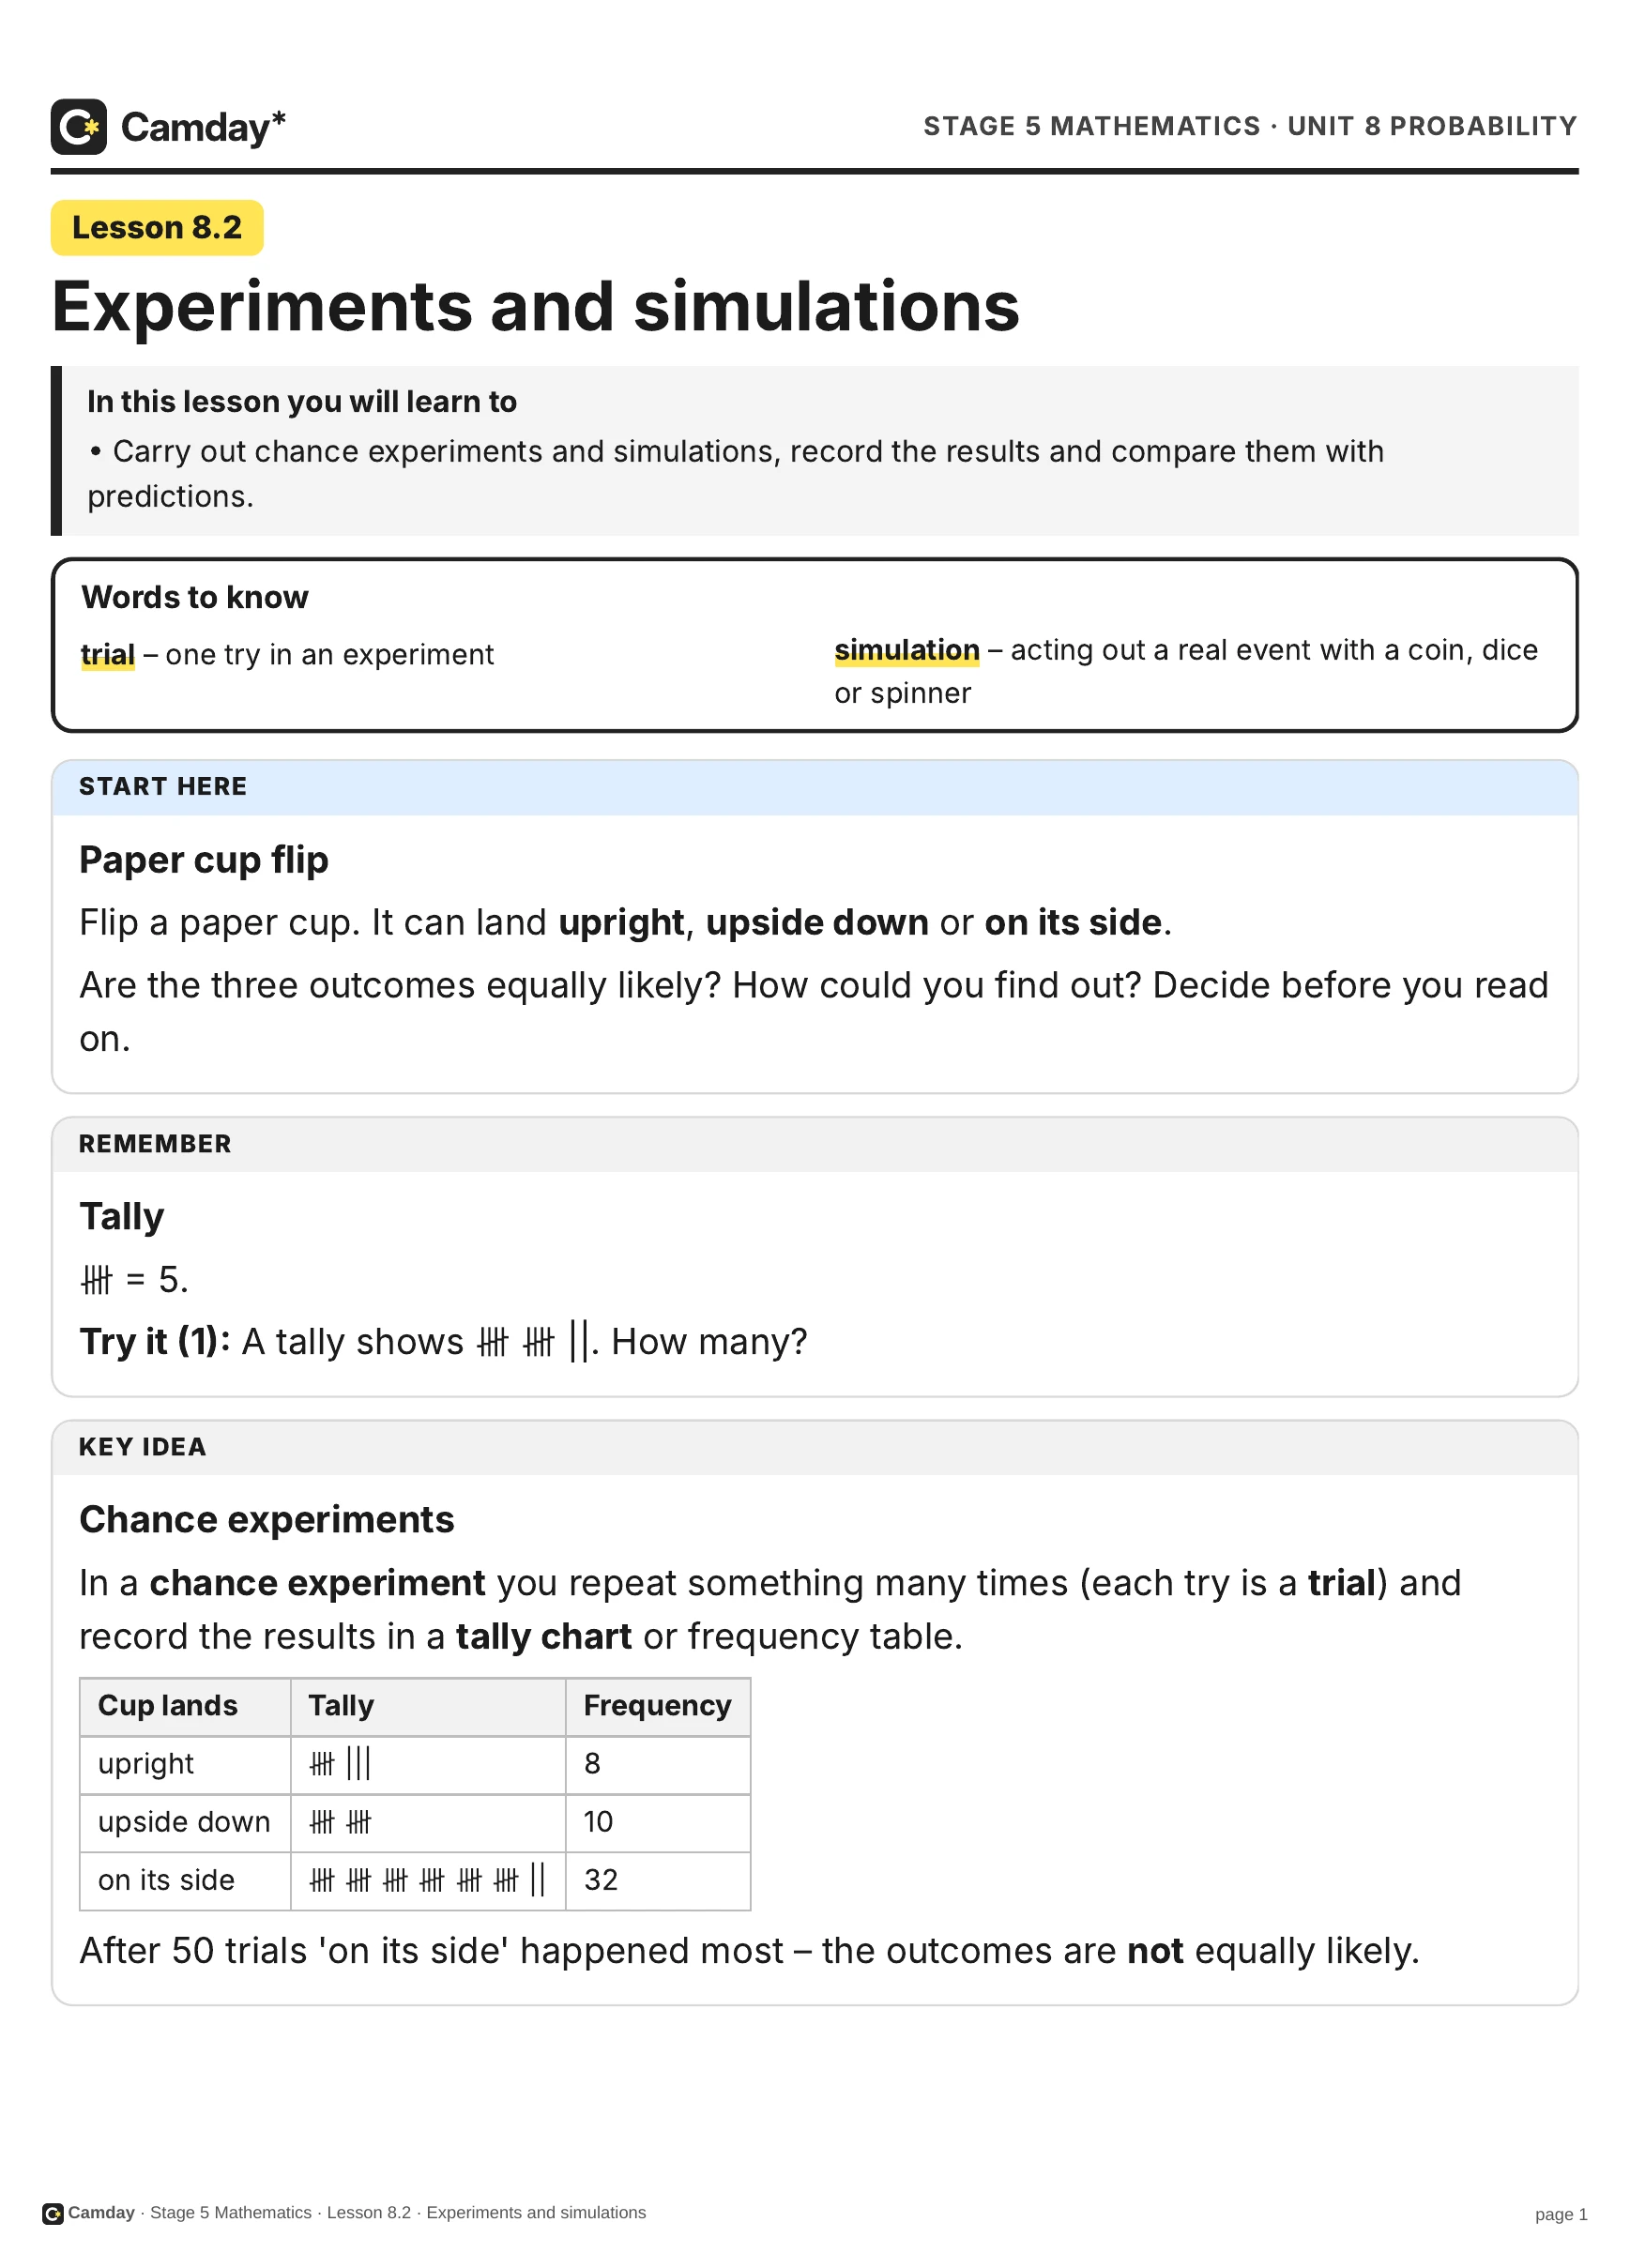 Camday*
STAGE 5 MATHEMATICS · UNIT 8 PROBABILITY
Lesson 8.2
Experiments and simulations
In this lesson you will learn to
• Carry out chance experiments and simulations, record the results and compare them with
predictions.
Words to know
trial – one try in an experiment
simulation – acting out a real event with a coin, dice
or spinner
START HERE
Paper cup flip
Flip a paper cup. It can land upright, upside down or on its side.
Are the three outcomes equally likely? How could you find out? Decide before you read
on.
REMEMBER
Tally
𝍸 = 5.
Try it (1): A tally shows 𝍸 𝍸 ||. How many?
KEY IDEA
Chance experiments
In a chance experiment you repeat something many times (each try is a trial) and
record the results in a tally chart or frequency table.
Cup lands Tally Frequency
upright 𝍸 ||| 8
upside down 𝍸 𝍸 10
on its side 𝍸 𝍸 𝍸 𝍸 𝍸 𝍸 || 32
After 50 trials 'on its side' happened most – the outcomes are not equally likely.
Camday · Stage 5 Mathematics · Lesson 8.2 · Experiments and simulations
page 1